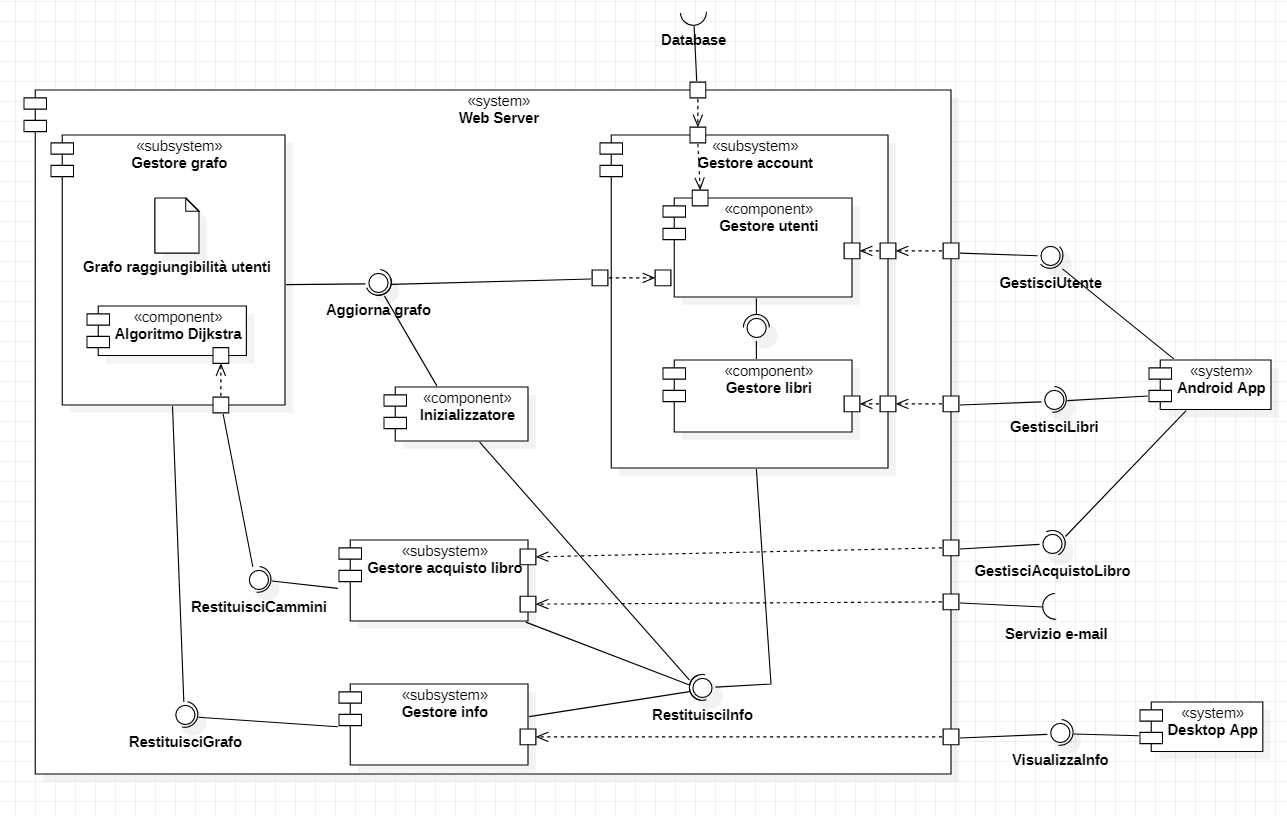 Database
«system»
Web Server
«subsystem»
Gestore grafo
Grafo raggiungibilità utenti
«component»
Algoritmo Dijkstra
«subsystem»
Gestore account
«component»
Gestore utenti
«component»
Gestore libri
Aggiorna grafo
«component»
Inizializzatore
GestisciUtente
«system»
Android App
GestisciLibri
«subsystem»
Gestore acquisto libro
GestisciAcquistoLibro
RestituisciCammini
Servizio e-mail
«subsystem»
Gestore info
RestituisciInfo
RestituisciGrafo
«system»
Desktop App
VisualizzaInfo